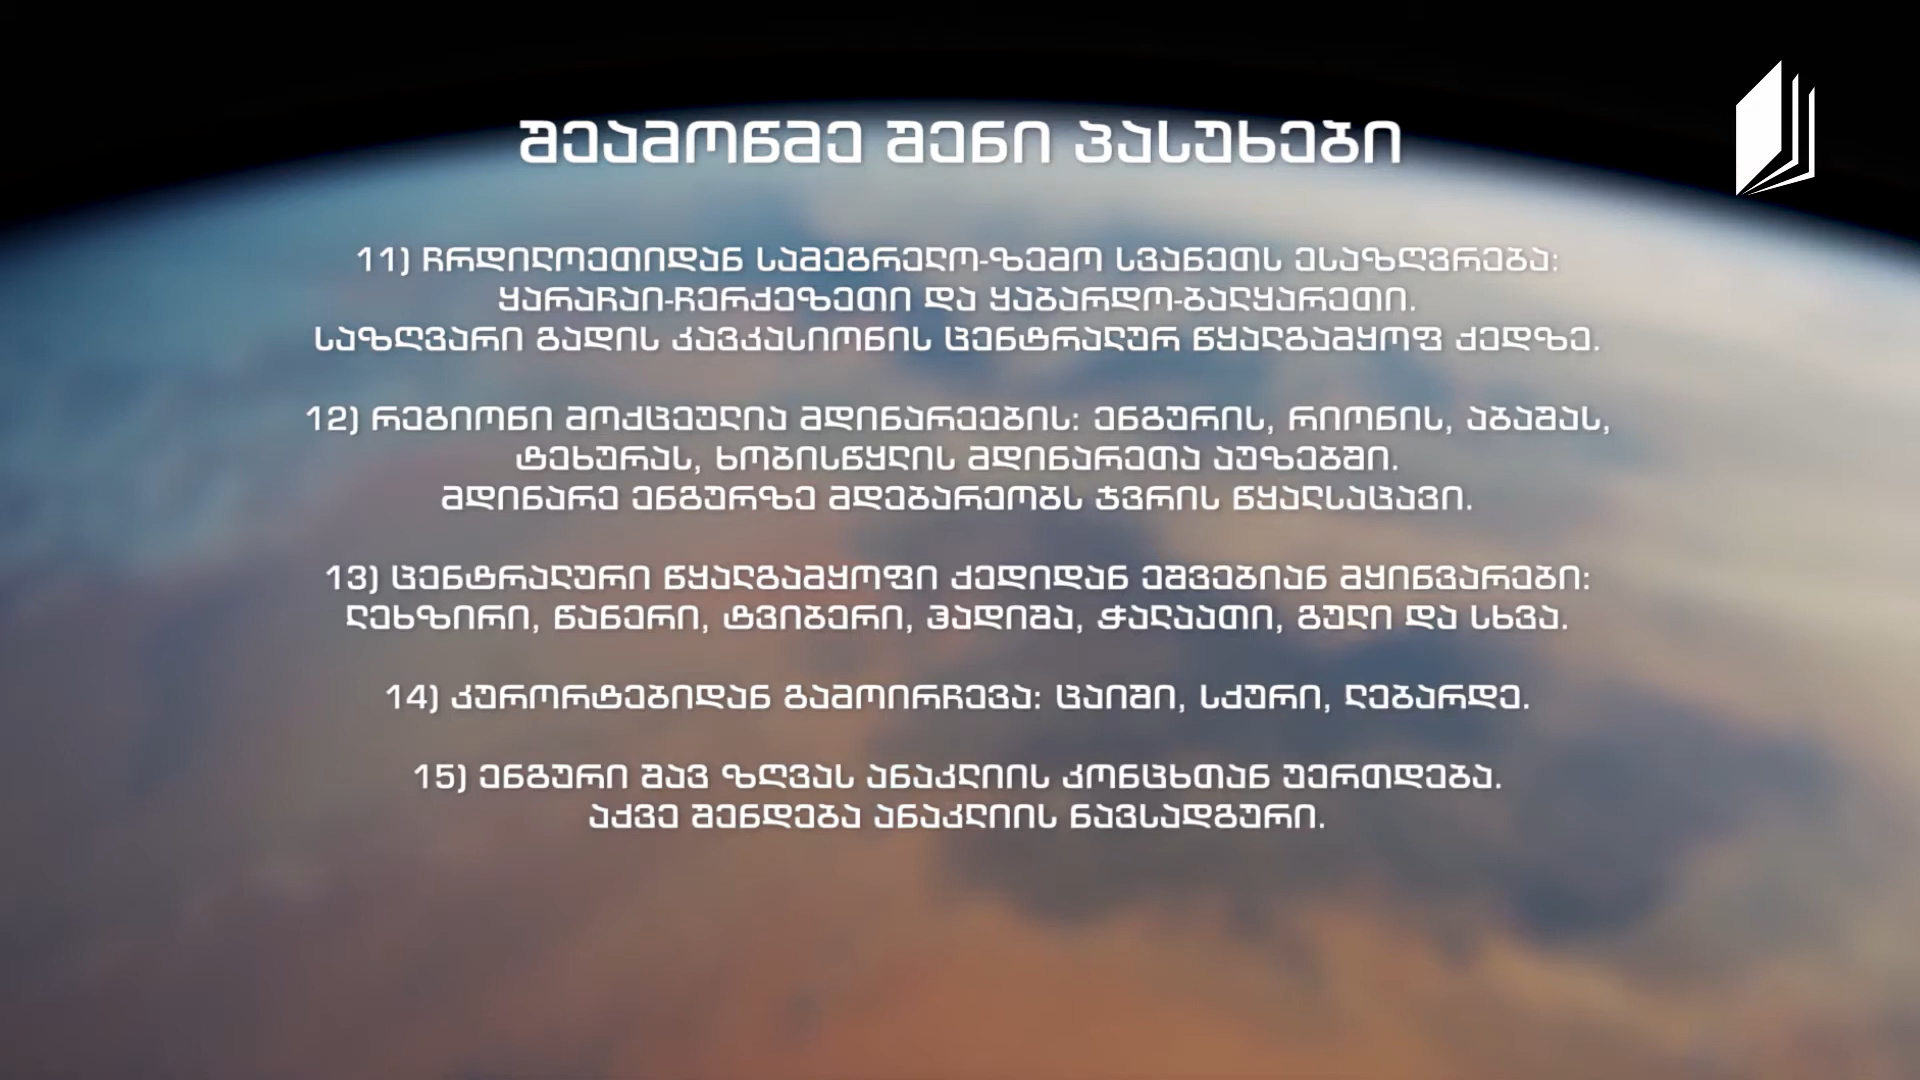 შეამოწმე შენი პასუხები
11) ჩრდილოეთიდან სამეგრელო-ზემო სვანეთს ესაზღვრება:
ყარაჩაი-ჩერქეზეთი და ყაბარდო-ბალყარეთი.
საზღვარი გადის კავკასიონის ცენტრალურ წყალგამყოფ ქედზე.
12) რეგიონი მოქცეულია მდინარეების: ენგურის, რიონის, აბაშას,
ტეხურას, ხობისწყლის მდინარეთა აუზებში.
მდინარე ენგურზე მდებარეობს ჯვრის წყალსაცავი.
13) ცენტრალური წყალგამყოფი ქედიდან ეშვებიან მყინვარები:
ლეხზირი, წანერი, ტვიბერი, ჰადიშა, ჭალაათი, გული და სხვა.
14) კურორტებიდან გამოირჩევა: ცაიში, სქური, ლებარდე.
15) ენგური შავ ზღვას ანაკლიის კონცხთან უერთდება.
აქვე შენდება ანაკლიის ნავსადგური.